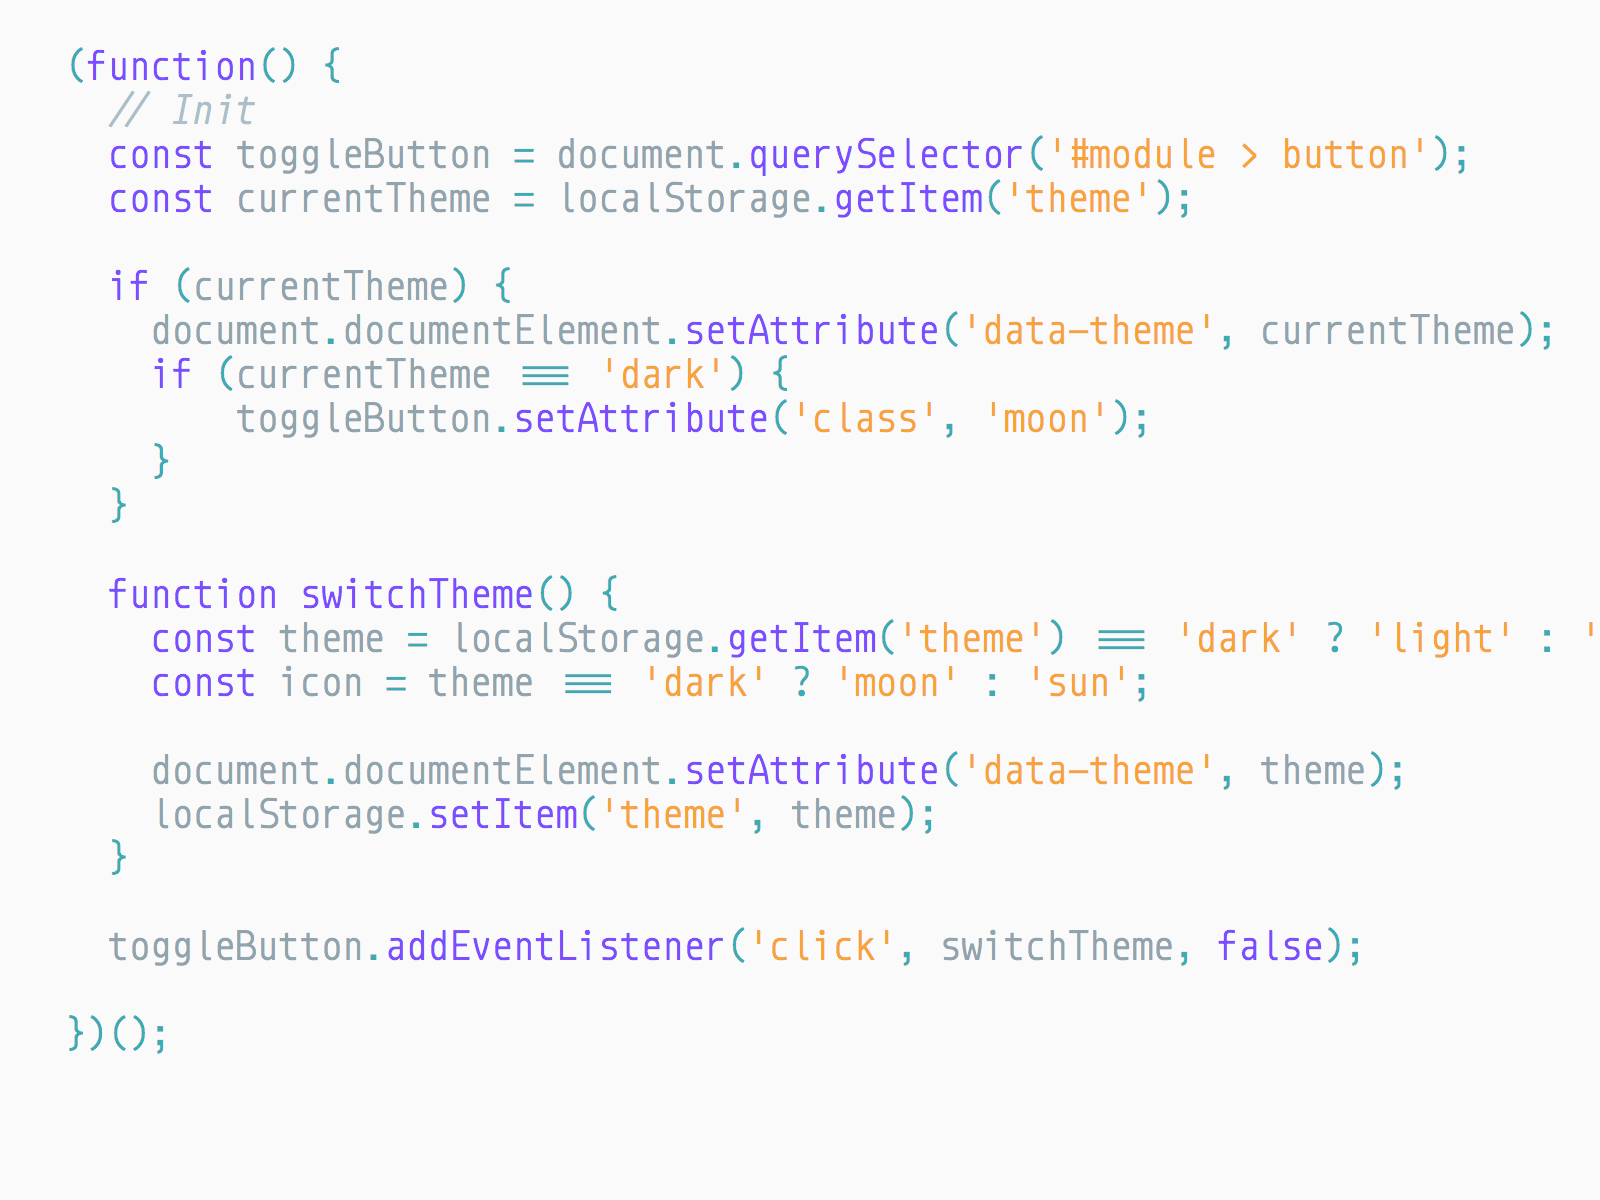 (function() {
  // Init
  const toggleButton = document.querySelector('#module > button');
  const currentTheme = localStorage.getItem('theme');

  if (currentTheme) {
    document.documentElement.setAttribute('data-theme', currentTheme);
    if (currentTheme === 'dark') {
        toggleButton.setAttribute('class', 'moon');
    }
  }

  function switchTheme() {
    const theme = localStorage.getItem('theme') === 'dark' ? 'light' : '
    const icon = theme === 'dark' ? 'moon' : 'sun';

    document.documentElement.setAttribute('data-theme', theme);
    localStorage.setItem('theme', theme);
  }

  toggleButton.addEventListener('click', switchTheme, false);

})();